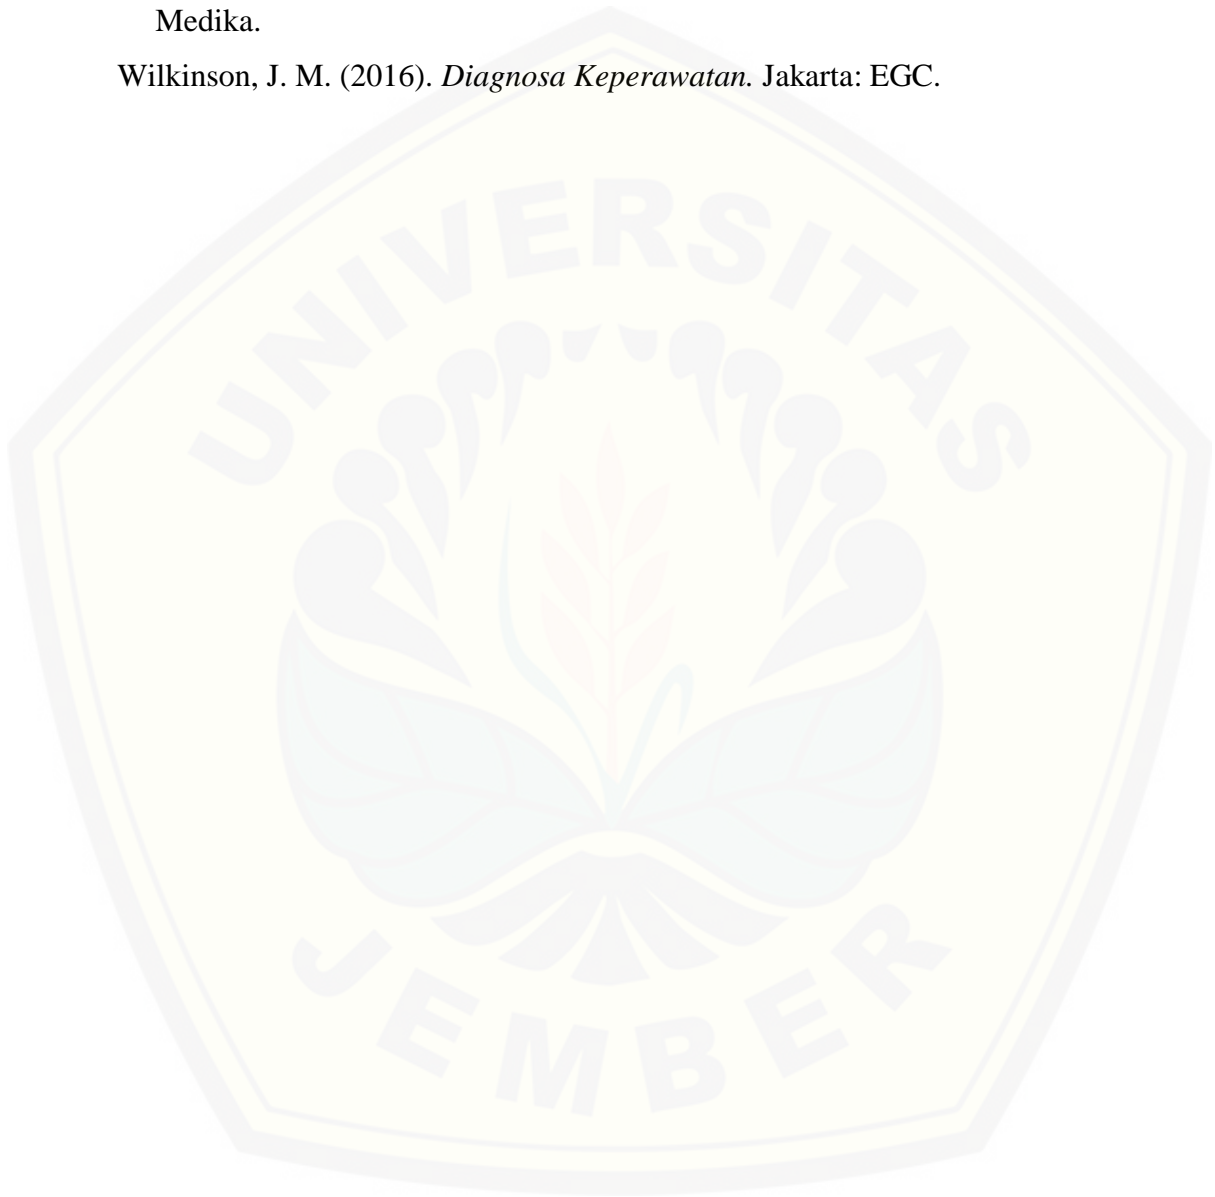 Medika.
Wilkinson, J. M. (2016). Diagnosa Keperawatan. Jakarta: EGC.
UNIVERSITAS
JEMBER